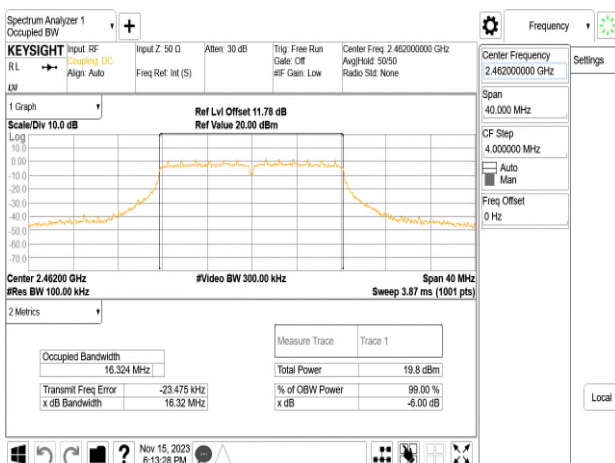 Spectrum Analyzer 1
Occupied BW
+
Frequency
KEYSIGHT
RL
Input: RF
Coupling: DC
Align: Auto
Input Z: 50 Ω
Freq Ref: Int (S)
Atten: 30 dB
Trig: Free Run
Gate: Off
#IF Gain: Low
Center Freq: 2.462000000 GHz
Avg|Hold: 50/50
Radio Std: None
Center Frequency
2.462000000 GHz
Settings
Span
40.000 MHz
CF Step
4.000000 MHz
Auto
Man
Freq Offset
0 Hz
Local
1 Graph
Scale/Div 10.0 dB
Ref Lvl Offset 11.78 dB
Ref Value 20.00 dBm
Log
10.0
0.00
-10.0
-20.0
-30.0
-40.0
-50.0
-60.0
-70.0
Center 2.46200 GHz
#Video BW 300.00 kHz
Span 40 MHz
#Res BW 100.00 kHz
Sweep 3.87 ms (1001 pts)
2 Metrics
Measure Trace
Trace 1
Occupied Bandwidth
16.324 MHz
Total Power
19.8 dBm
Transmit Freq Error
-23.475 kHz
% of OBW Power
99.00 %
x dB Bandwidth
16.32 MHz
x dB
-6.00 dB
?
Nov 15, 2023
6:13:28 PM